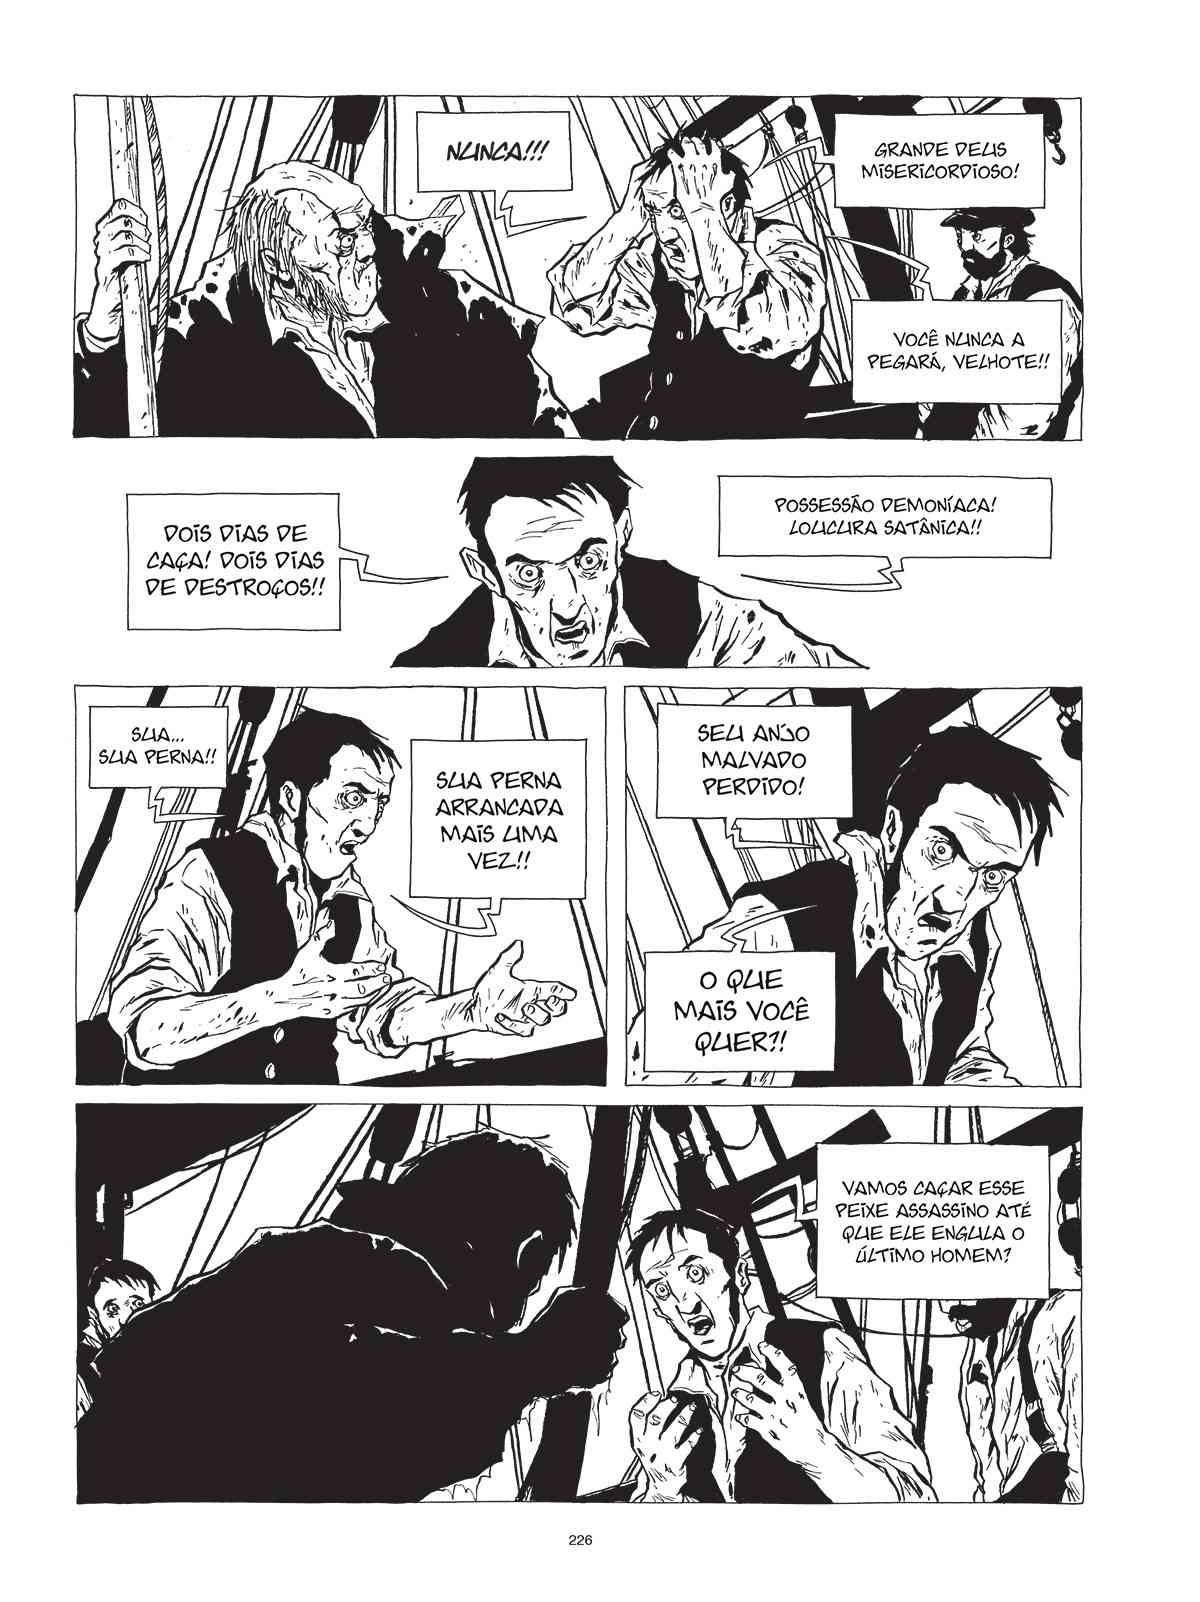 NUNCA!!!
GRANDE DEUS
MISERICORDIOSO!
VOCÊ NUNCA A
PEGARÁ, VELHOTE!!
DOIS DIAS DE
CAÇA! DOIS DIAS
DE DESTROÇOS!!
POSSESSÃO DEMONÍACA!
LOUCURA SATÂNICA!!
SUA...
SUA PERNA!!
SUA PERNA
ARRANCADA
MAIS UMA
VEZ!!
SEU ANJO
MALVADO
PERDIDO!
O QUE
MAIS VOCÊ
QUER?!
VAMOS CAÇAR ESSE
PEIXE ASSASSINO ATÉ
QUE ELE ENGULA O
ÚLTIMO HOMEM?
226